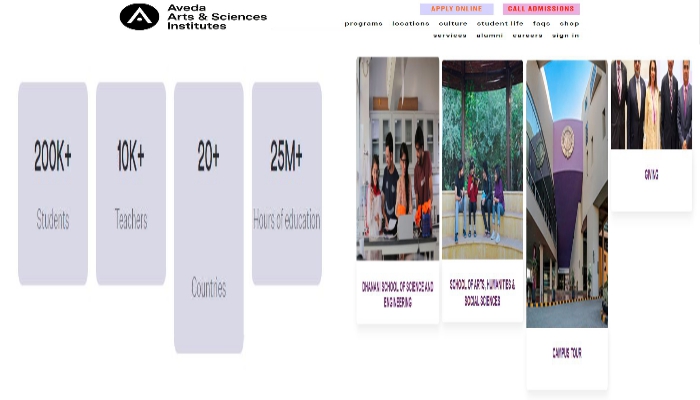 Aveda
Arts & Sciences
Institutes
APPLY ONLINE
CALL ADMISSIONS
programs locations culture student life faqs shop
services alumni careers sign in
200K+
Students
10K+
Teachers
20+
Countries
25M+
Hours of education
DHANANI SCHOOL OF SCIENCE AND
ENGINEERING
SCHOOL OF ARTS, HUMANITIES &
SOCIAL SCIENCES
CAMPUS TOUR
GIVING